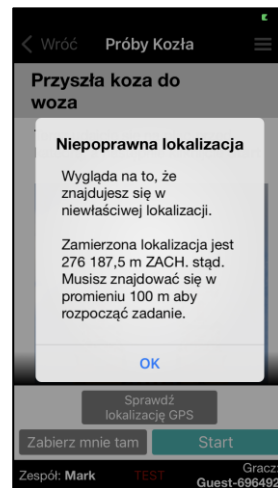 Wróć Próby Kozła
Przyszła koza do
woza
Niepoprawna lokalizacja
Wygląda na to, że
znajdujesz się w
niewłaściwej lokalizacji.
Zamierzona lokalizacja jest
276 187,5 m ZACH. stąd.
Musisz znajdować się w
promieniu 100 m aby
rozpocząć zadanie.
OK
Sprawdź
lokalizację GPS
Zabierz mnie tam Start
Zespół: Mark TEST Gracz:
Guest-696492